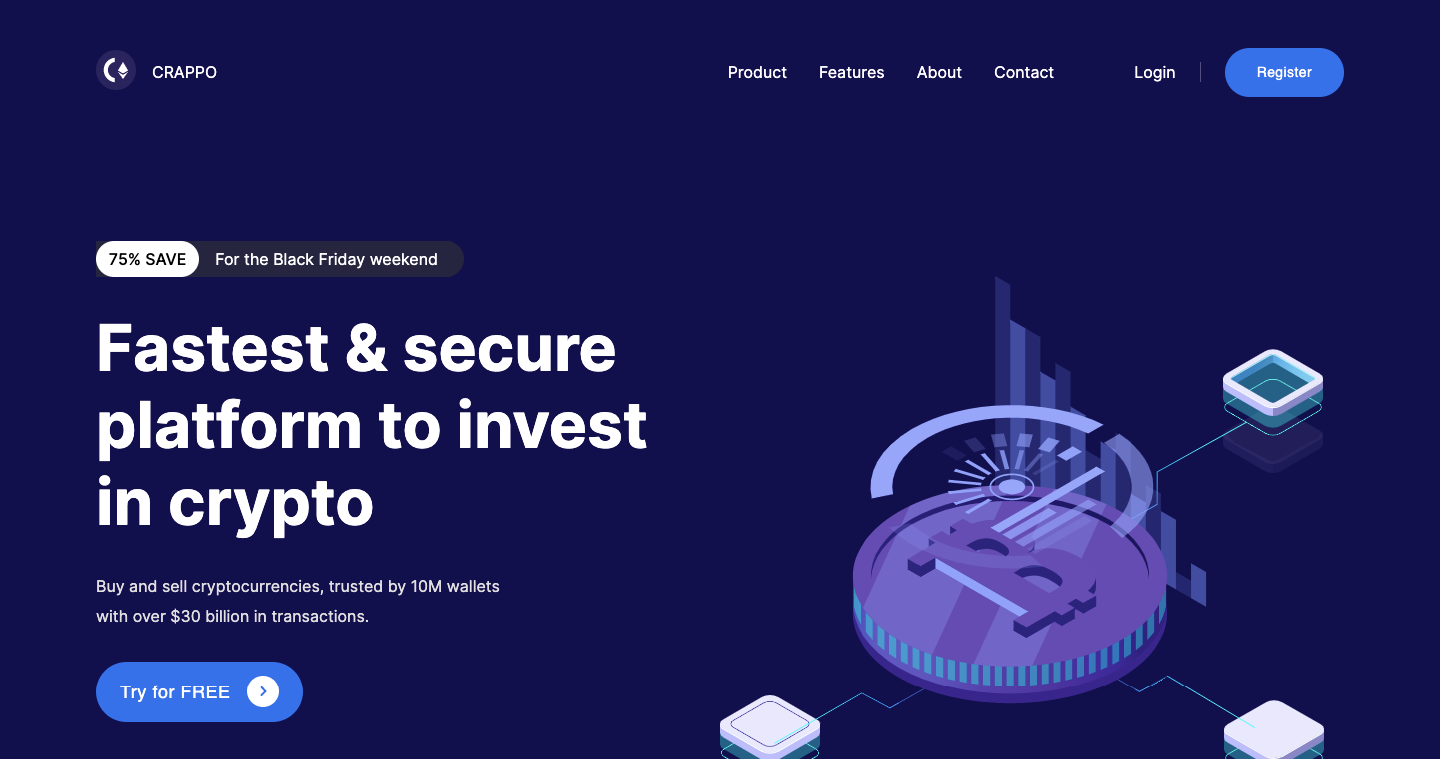 CRAPPO
Product Features About Contact Login Register
75% SAVE For the Black Friday weekend
Fastest & secure
platform to invest
in crypto
Buy and sell cryptocurrencies, trusted by 10M wallets
with over $30 billion in transactions.
Try for FREE